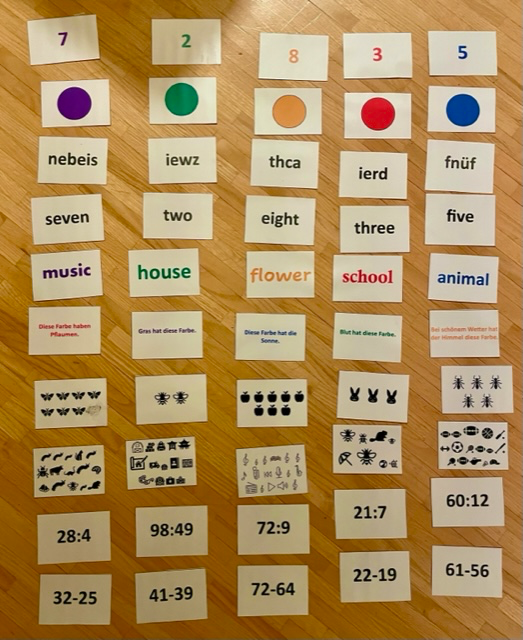 7
2
8
3
5
nebeis
iewz
thca
ierd
fnüf
seven
two
eight
three
five
music
house
flower
school
animal
Diese Farbe haben
Pflaumen.
Gras hat diese Farbe.
Diese Farbe hat die
Sonne.
Blut hat diese Farbe.
Bei schönem Wetter hat
der Himmel diese Farbe.
28:4
98:49
72:9
21:7
60:12
32-25
41-39
72-64
22-19
61-56